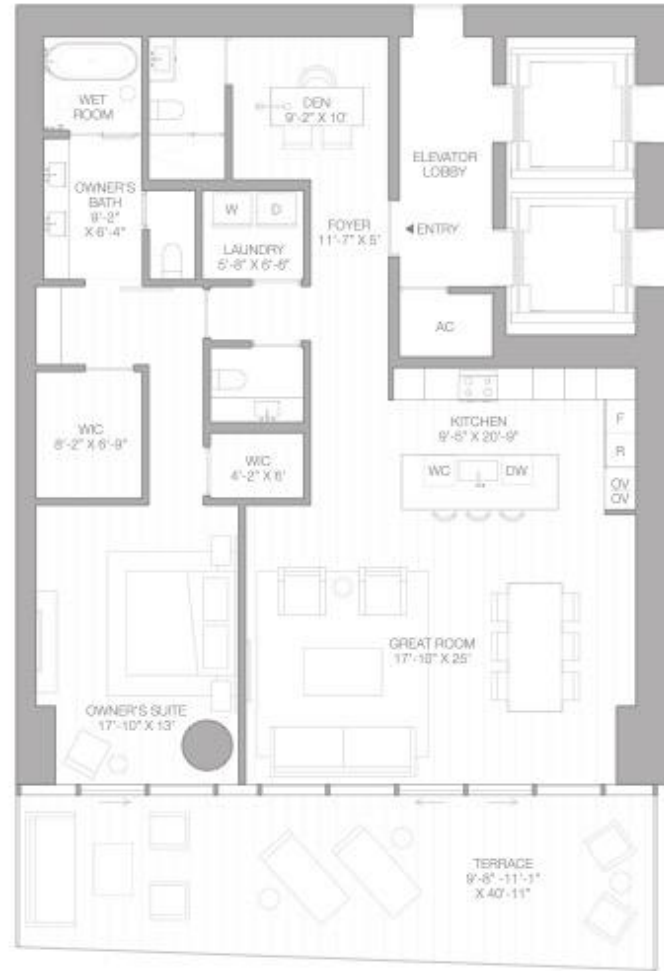 WET
ROOM
DEN
9'-2" X 10'
OWNER'S
BATH
9'-2"
X 6'-4"
W
D
LAUNDRY
5'-8" X 6'-6"
FOYER
11'-7" X 5'
ELEVATOR
LOBBY
ENTRY
AC
WIC
8'-2" X 6'-9"
WIC
4'-2" X 6'
KITCHEN
9'-5" X 20'-9"
F
R
OV
OV
WC
DW
GREAT ROOM
17'-10" X 25'
OWNER'S SUITE
17'-10" X 13'
TERRACE
9'-8" -11'-1"
X 40'-11"